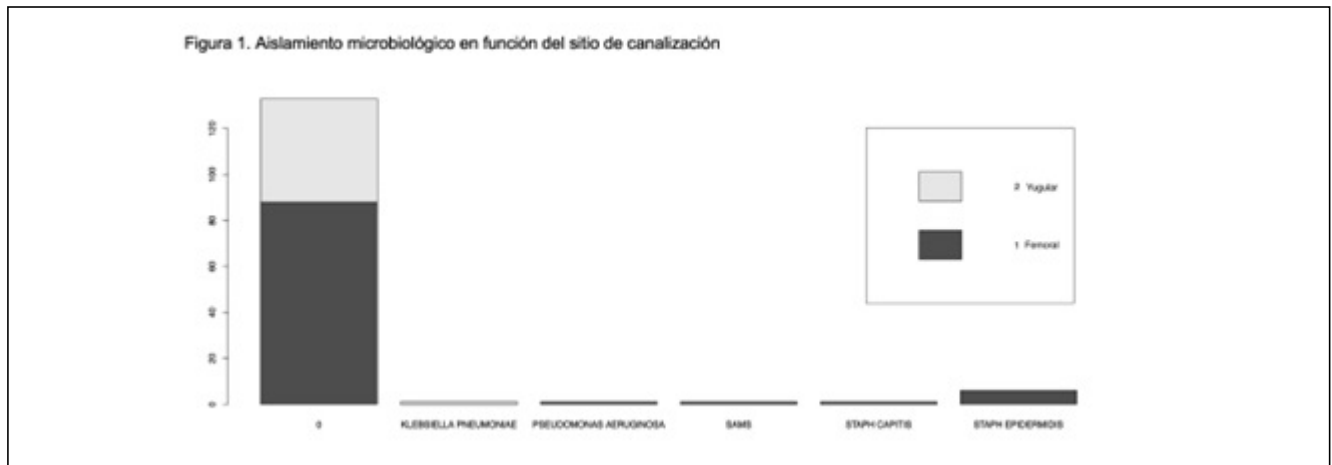 Figura 1. Aislamiento microbiológico en función del sitio de canalización
120
100
80
60
40
20
0
2 Yugular
1 Femoral
0 KLEBSIELLA PNEUMONIAE PSEUDOMONAS AERUGINOSA SAMS STAPH CAPITIS STAPH EPIDERMIDIS